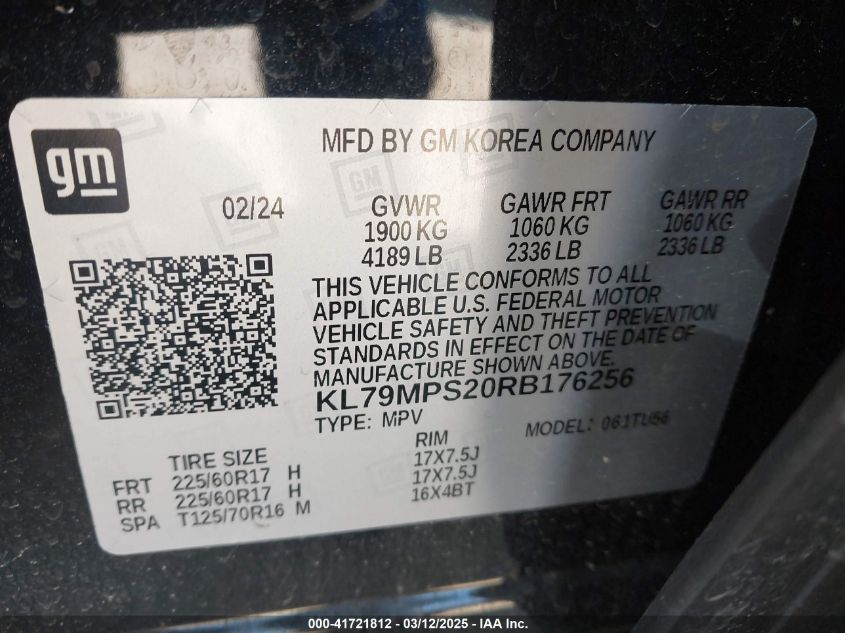 gm
MFD BY GM KOREA COMPANY
02/24
GVWR
1900 KG
4189 LB
GAWR FRT
1060 KG
2336 LB
GAWR RR
1060 KG
2336 LB
THIS VEHICLE CONFORMS TO ALL
APPLICABLE U.S. FEDERAL MOTOR
VEHICLE SAFETY AND THEFT PREVENTION
STANDARDS IN EFFECT ON THE DATE OF
MANUFACTURE SHOWN ABOVE.
KL79MPS20RB176256
TYPE: MPV
MODEL: 061TU56
TIRE SIZE RIM
FRT 225/60R17 H 17X7.5J
RR 225/60R17 H 17X7.5J
SPA T125/70R16 M 16X4BT
000-41721812 - 03/12/2025 - IAA Inc.